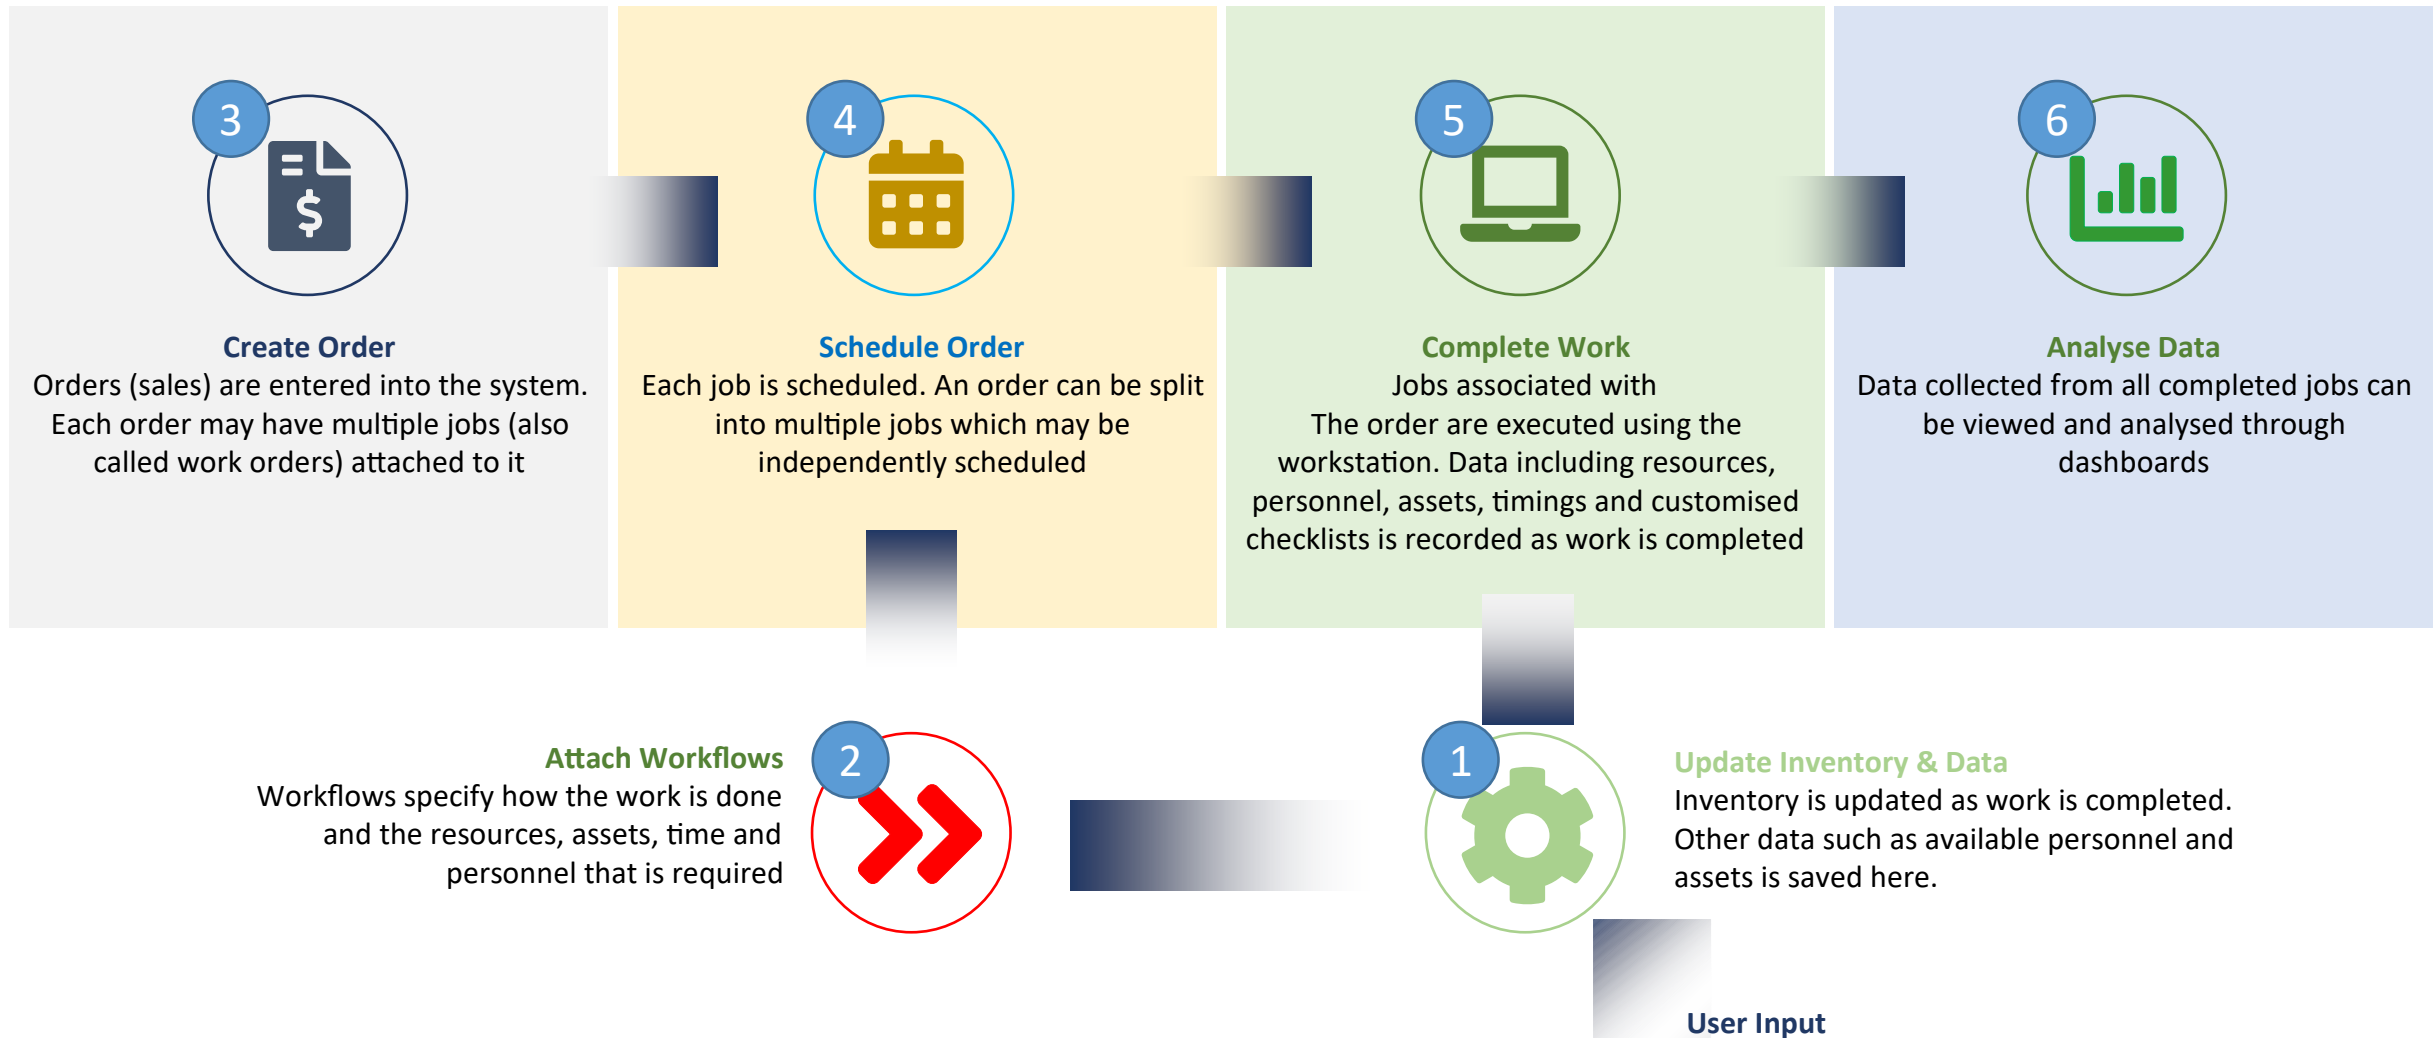 3
Create Order
Orders (sales) are entered into the system.
Each order may have multiple jobs (also
called work orders) attached to it
4
Schedule Order
Each job is scheduled. An order can be split
into multiple jobs which may be
independently scheduled
5
Complete Work
Jobs associated with
The order are executed using the
workstation. Data including resources,
personnel, assets, timings and customised
checklists is recorded as work is completed
6
Analyse Data
Data collected from all completed jobs can
be viewed and analysed through
dashboards
Attach Workflows
Workflows specify how the work is done
and the resources, assets, time and
personnel that is required
2
1
Update Inventory & Data
Inventory is updated as work is completed.
Other data such as available personnel and
assets is saved here.
User Input
$